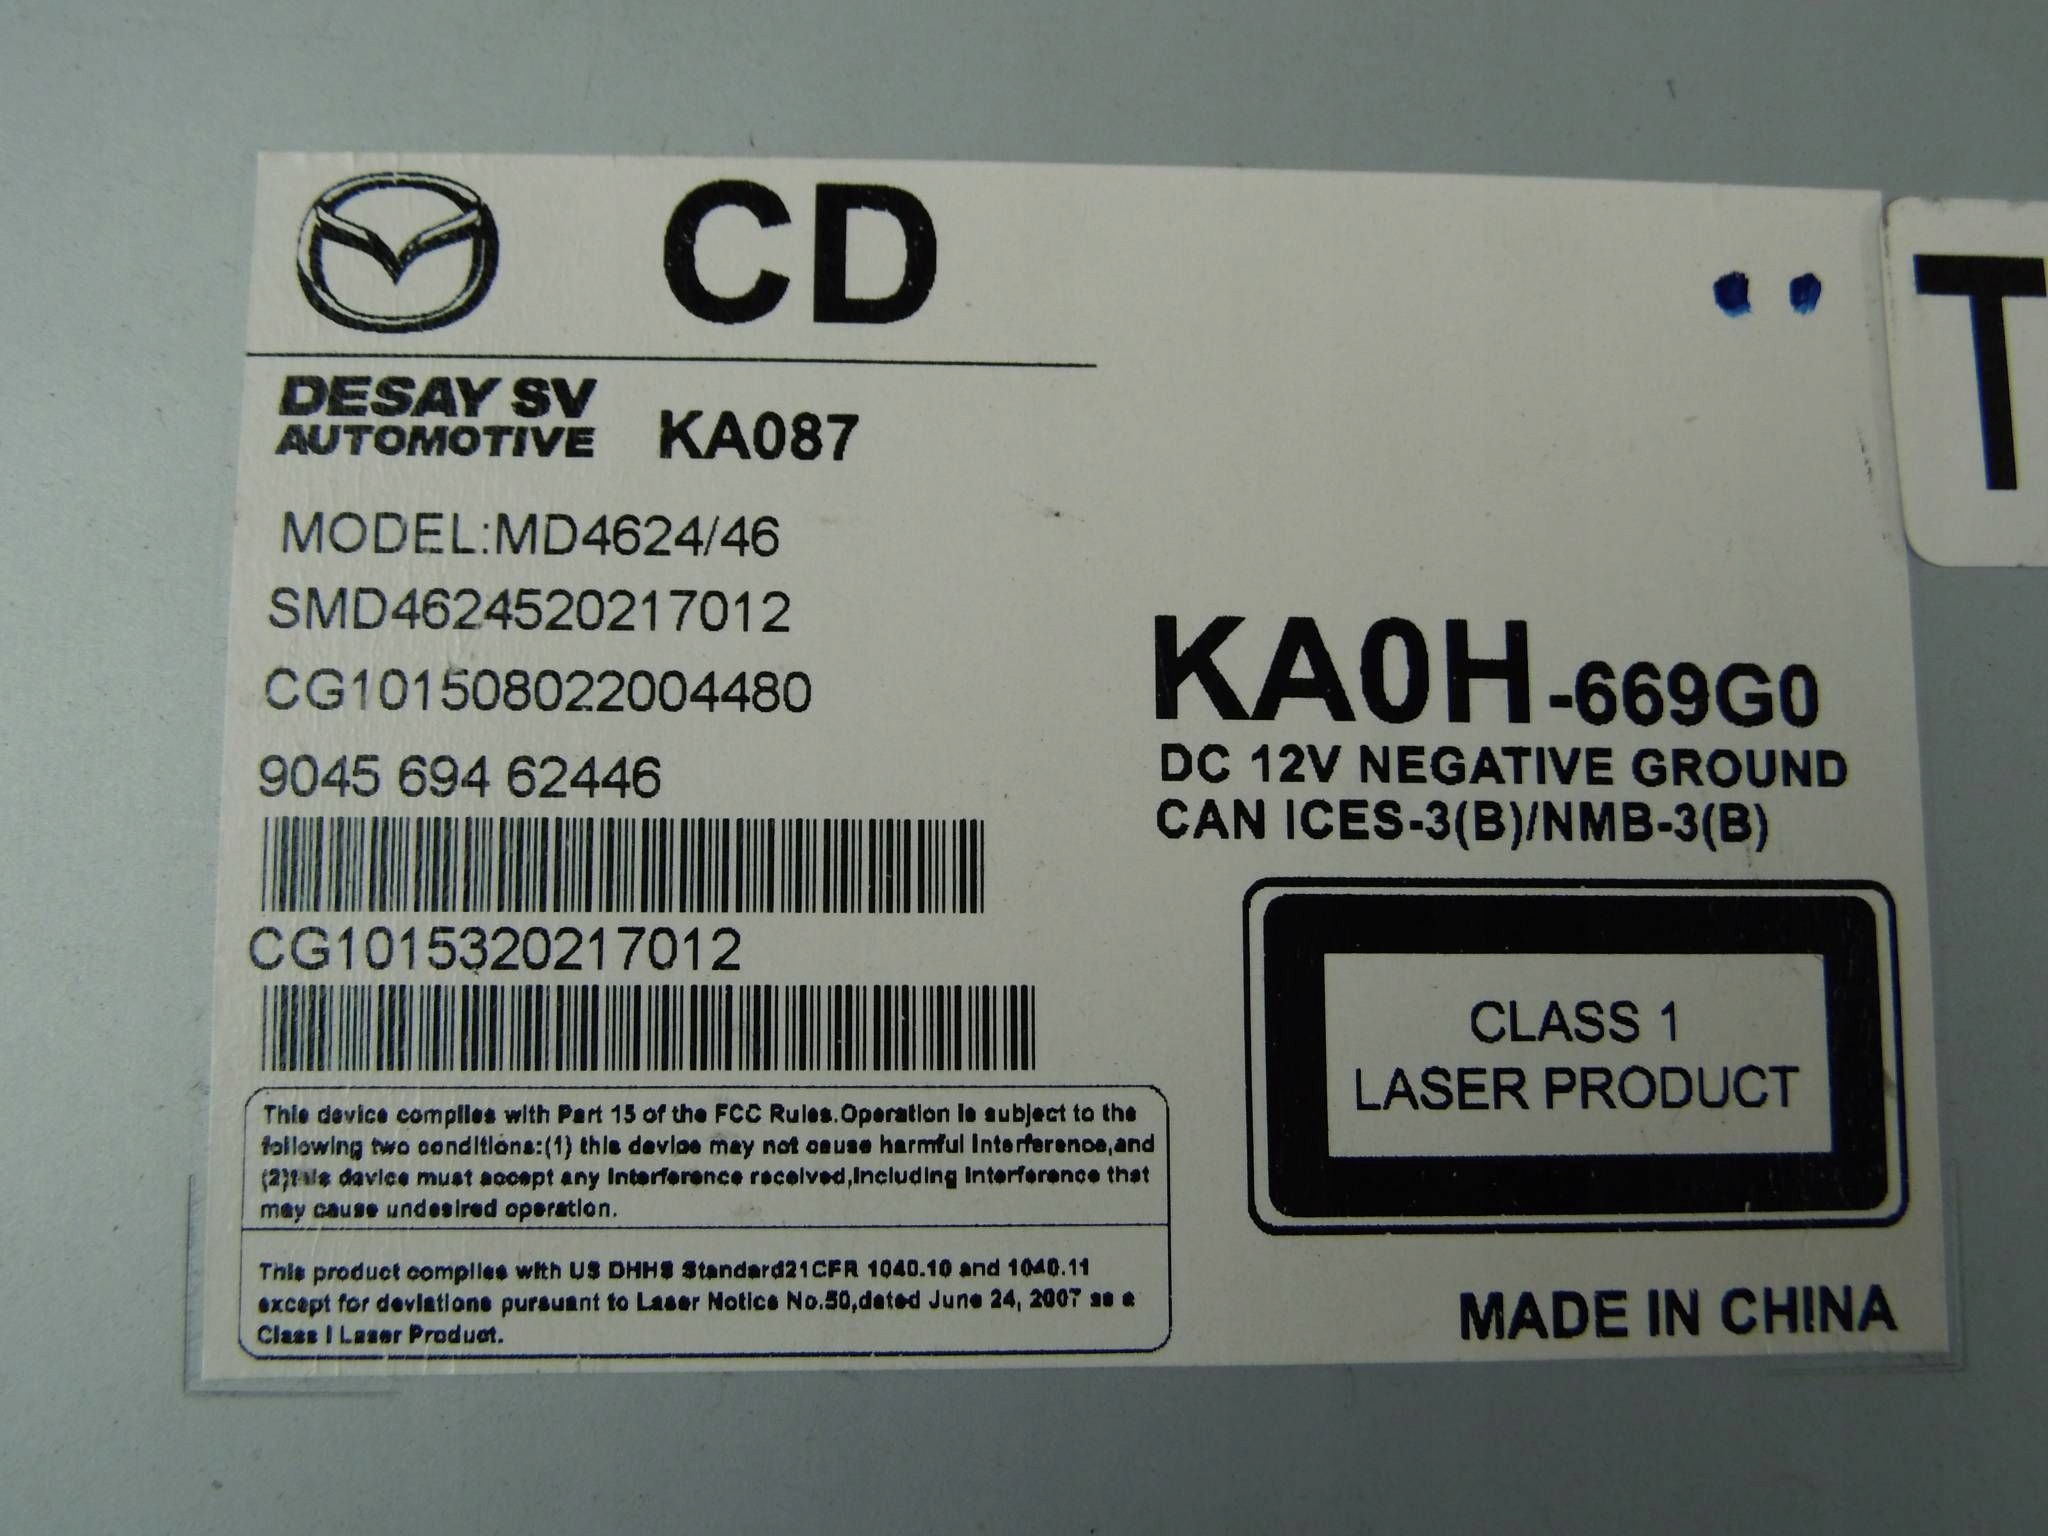 CD
T
DESAY SV
AUTOMOTIVE
KA087
MODEL:MD4624/46
SMD4624520217012
CG101508022004480
9045 694 62446
CG1015320217012
KA0H-669G0
DC 12V NEGATIVE GROUND
CAN ICES-3(B)/NMB-3(B)
CLASS 1
LASER PRODUCT
This device complies with Part 15 of the FCC Rules.Operation is subject to the
following two conditions:(1) this device may not cause harmful interference,and
(2)this device must accept any interference received,including interference that
may cause undesired operation.
This product complies with US DHHS Standard21CFR 1040.10 and 1040.11
except for deviations pursuant to Laser Notice No.50,dated June 24, 2007 as a
Class I Laser Product.
MADE IN CHINA